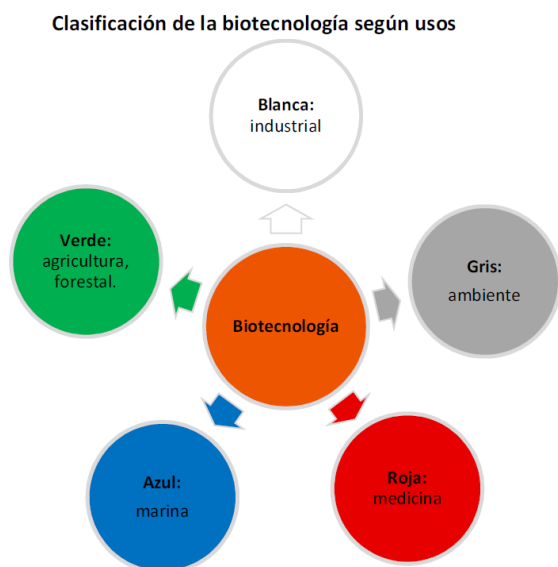 Clasificación de la biotecnología según usos
Blanca:
industrial
Verde:
agricultura,
forestal.
Gris:
ambiente
Biotecnología
Azul:
marina
Roja:
medicina